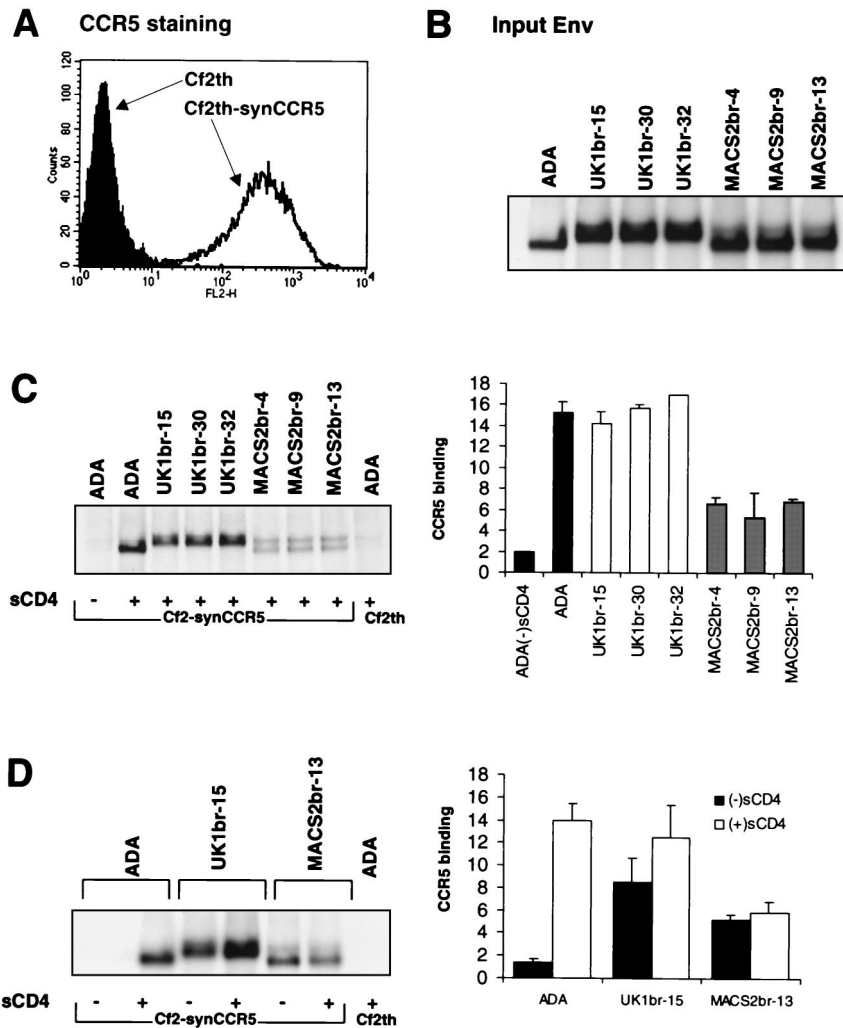 A CCR5 staining
120
100
80
60
40
20
0
Counts
Cf2th
Cf2th-synCCR5
10^0 10^1 10^2 10^3 10^4
FL2-H
B Input Env
ADA
UK1br-15
UK1br-30
UK1br-32
MACS2br-4
MACS2br-9
MACS2br-13
C
ADA
ADA
UK1br-15
UK1br-30
UK1br-32
MACS2br-4
MACS2br-9
MACS2br-13
ADA
sCD4 - + + + + + + + +
Cf2-synCCR5 Cf2th
CCR5 binding
18
16
14
12
10
8
6
4
2
0
ADA(-)sCD4
ADA
UK1br-15
UK1br-30
UK1br-32
MACS2br-4
MACS2br-9
MACS2br-13
D
ADA
UK1br-15
MACS2br-13
ADA
sCD4 - + - + - + +
Cf2-synCCR5 Cf2th
CCR5 binding
18
16
14
12
10
8
6
4
2
0
(-)sCD4
(+)sCD4
ADA UK1br-15 MACS2br-13